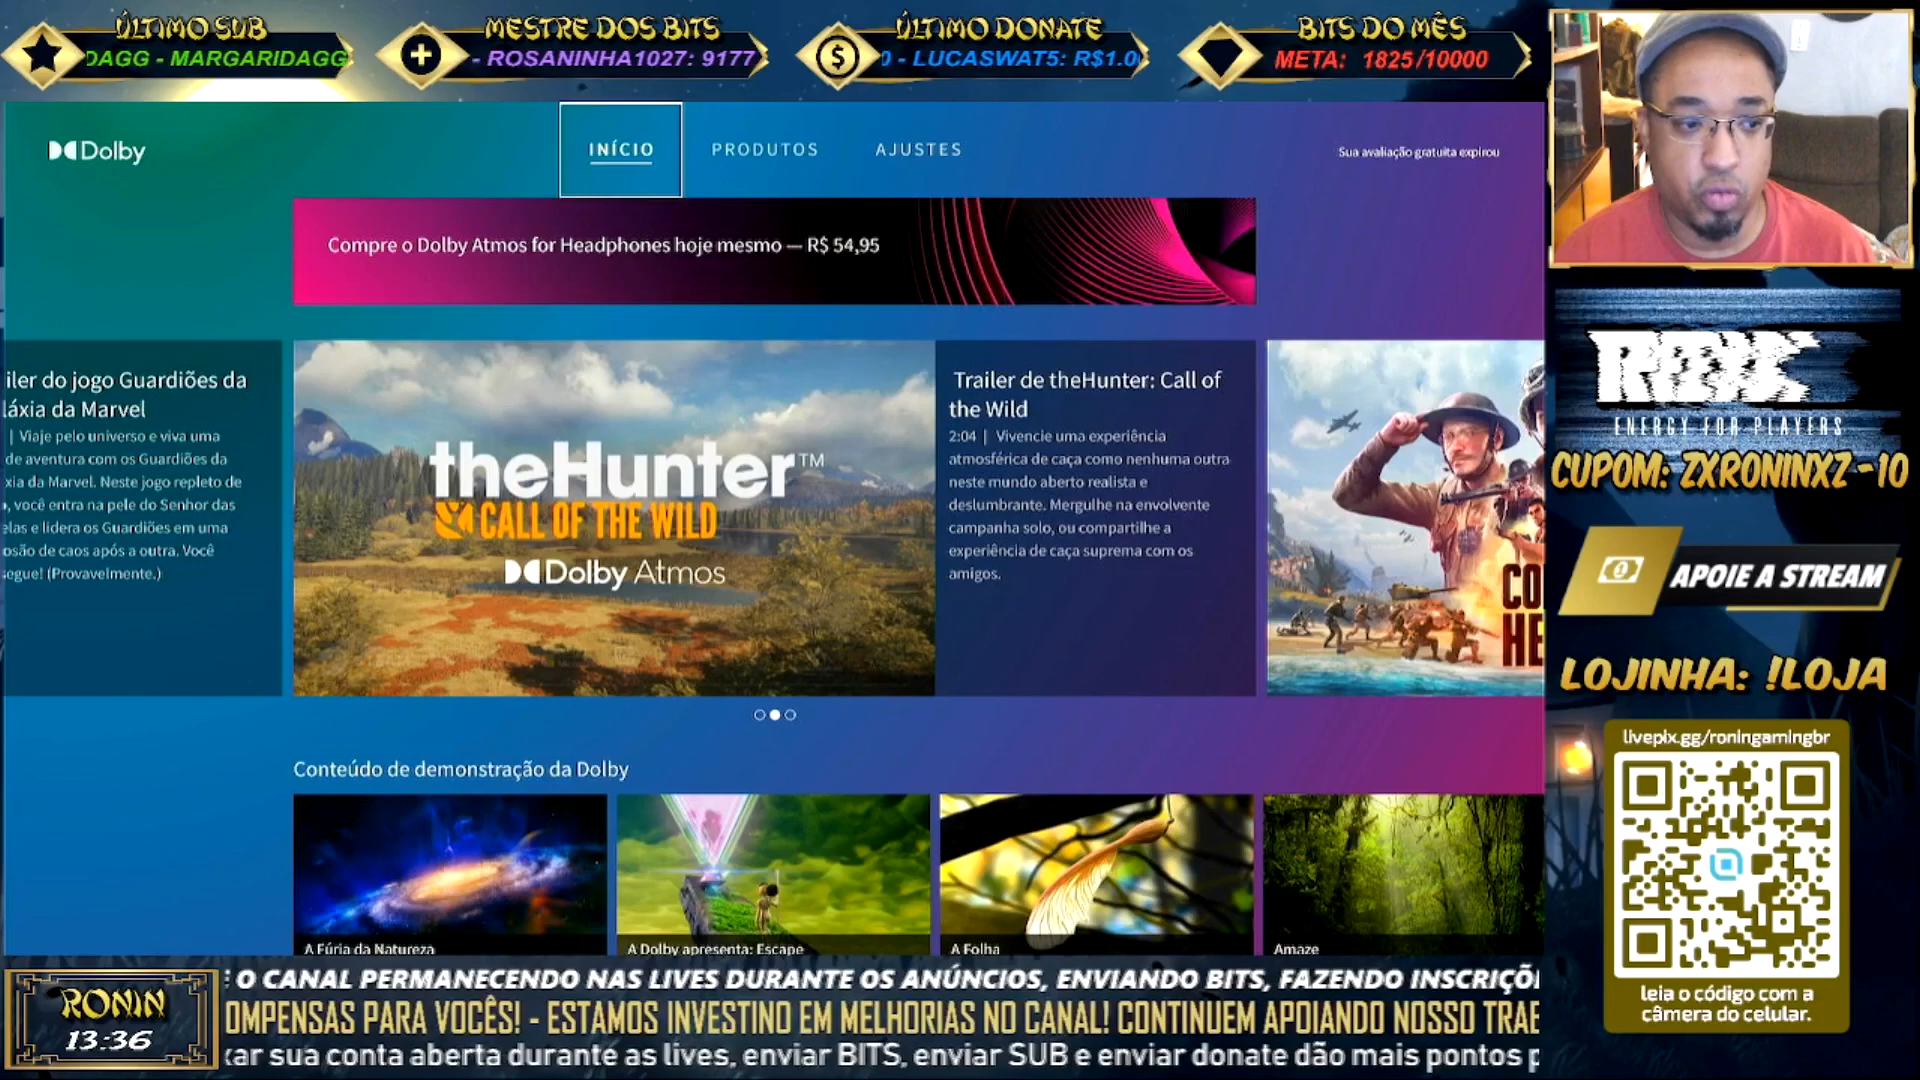 ÚLTIMO SUB
DAGG - MARGARIDAGG
MESTRE DOS BITS
- ROSANINHA1027: 9177
ÚLTIMO DONATE
0 - LUCASWAT5: R$1.0
BITS DO MÊS
META: 1825/10000
Dolby
INÍCIO
PRODUTOS
AJUSTES
Sua avaliação gratuita expirou
Compre o Dolby Atmos for Headphones hoje mesmo — R$ 54,95
iler do jogo Guardiões da
láxia da Marvel
| Viaje pelo universo e viva uma
de aventura com os Guardiões da
xia da Marvel. Neste jogo repleto de
, você entra na pele do Senhor das
elas e lidera os Guardiões em uma
osão de caos após a outra. Você
segue! (Provavelmente.)
theHunter™
CALL OF THE WILD
Dolby Atmos
Trailer de theHunter: Call of
the Wild
2:04 | Vivencie uma experiência
atmosférica de caça como nenhuma outra
neste mundo aberto realista e
deslumbrante. Mergulhe na envolvente
campanha solo, ou compartilhe a
experiência de caça suprema com os
amigos.
CO
HE
Conteúdo de demonstração da Dolby
A Fúria da Natureza
A Dolby apresenta: Escape
A Folha
Amaze
ENERGY FOR PLAYERS
CUPOM: ZXRONINXZ-10
APOIE A STREAM
LOJINHA: !LOJA
livepix.gg/roningamingbr
leia o código com a
câmera do celular.
RONIN
13:36
E O CANAL PERMANECENDO NAS LIVES DURANTE OS ANÚNCIOS, ENVIANDO BITS, FAZENDO INSCRIÇÕ
OMPENSAS PARA VOCÊS! - ESTAMOS INVESTINO EM MELHORIAS NO CANAL! CONTINUEM APOIANDO NOSSO TRAB
xar sua conta aberta durante as lives, enviar BITS, enviar SUB e enviar donate dão mais pontos p